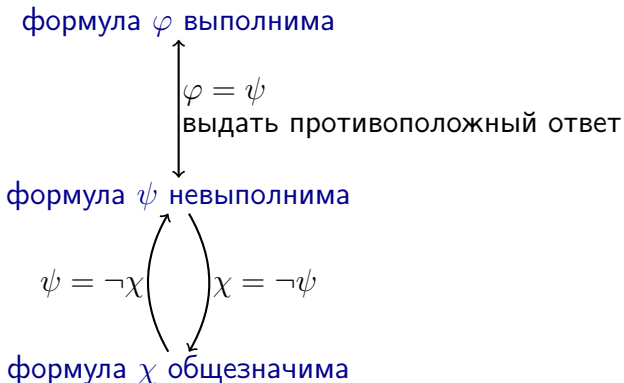 формула φ выполнима
φ = ψ
выдать противоположный ответ
формула ψ невыполнима
ψ = ¬χ
χ = ¬ψ
формула χ общезначима